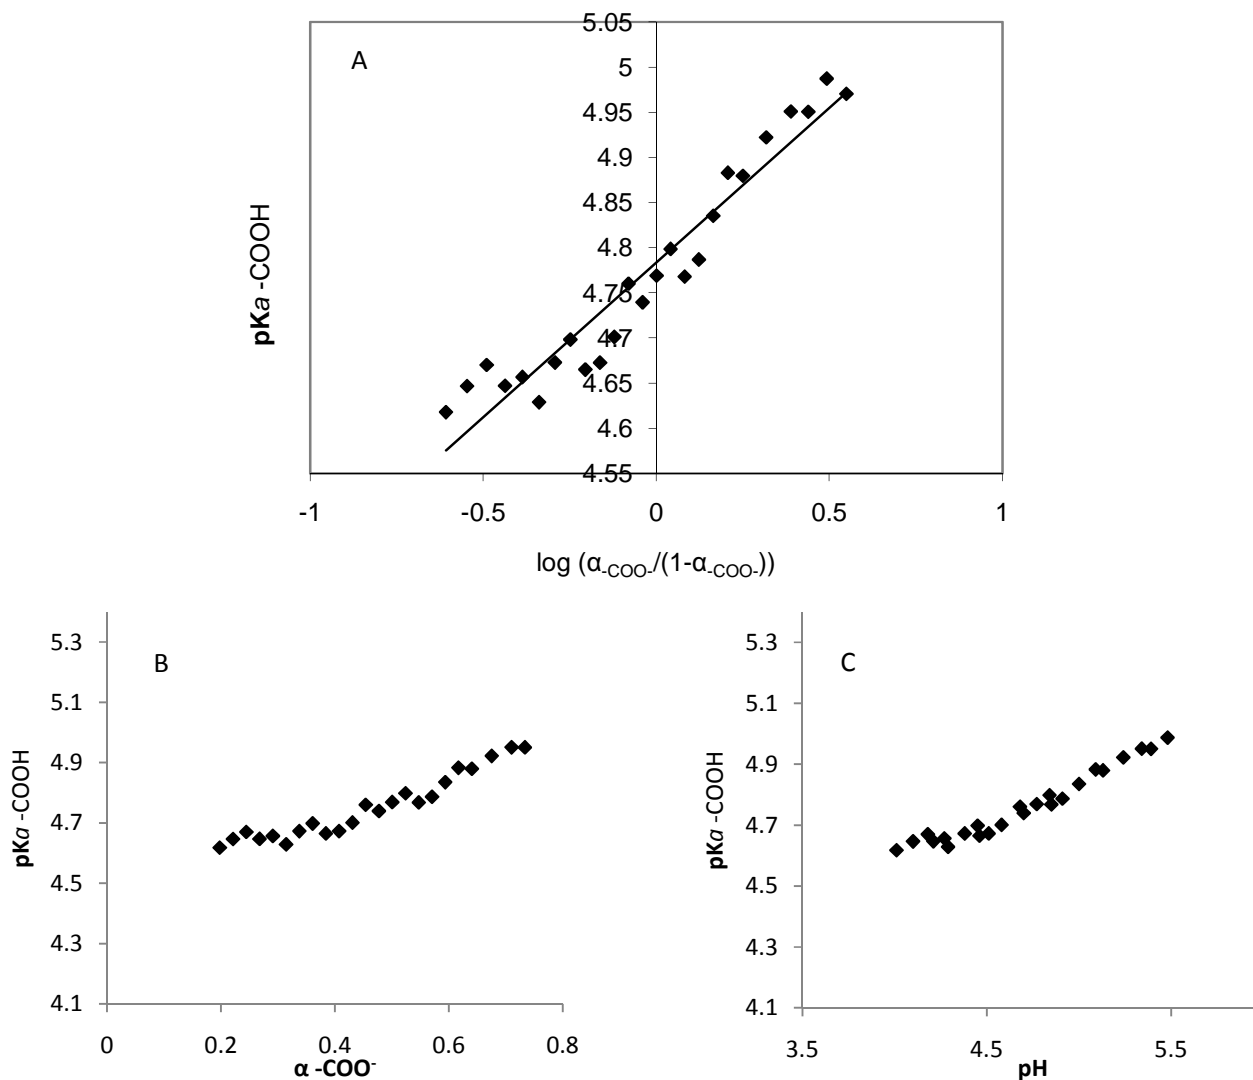 A
5.05
5
4.95
4.9
4.85
4.8
4.75
4.7
4.65
4.6
4.55
pKa -COOH
-1 -0.5 0 0.5 1
log (α-COO-/(1-α-COO-))
B
5.3
5.1
4.9
4.7
4.5
4.3
4.1
pKα -COOH
0 0.2 0.4 0.6 0.8
α -COO-
C
5.3
5.1
4.9
4.7
4.5
4.3
4.1
pKα -COOH
3.5 4.5 5.5
pH